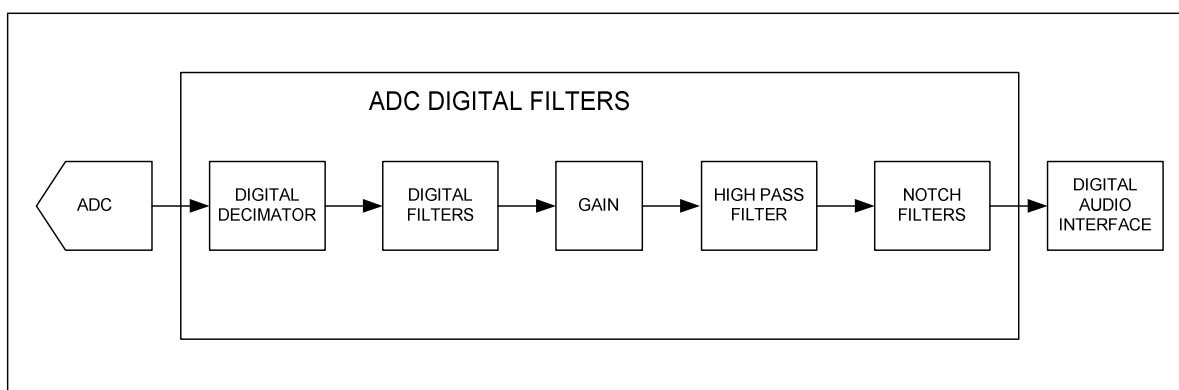 ADC DIGITAL FILTERS
ADC
DIGITAL
DECIMATOR
DIGITAL
FILTERS
GAIN
HIGH PASS
FILTER
NOTCH
FILTERS
DIGITAL
AUDIO
INTERFACE